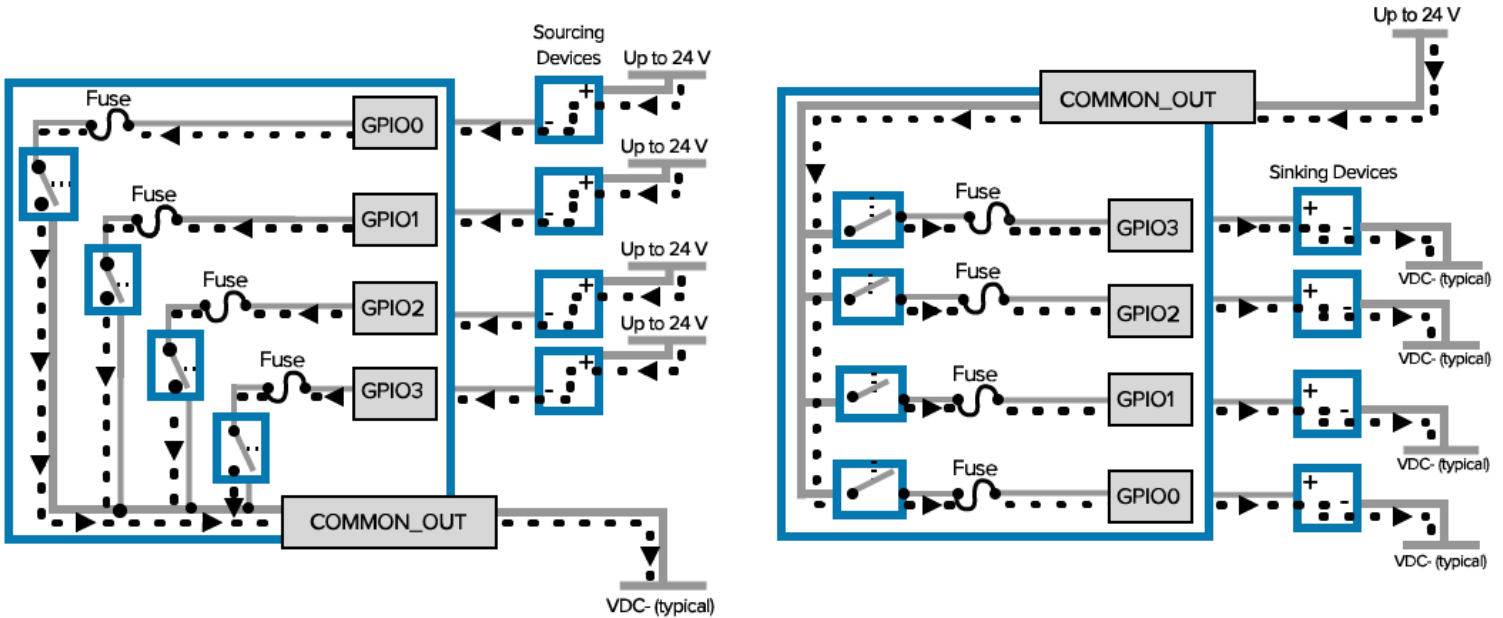 Sourcing
Devices
Up to 24 V
+
-
Fuse
GPIO0
Up to 24 V
+
-
Fuse
GPIO1
Up to 24 V
+
-
Fuse
GPIO2
Up to 24 V
+
-
Fuse
GPIO3
COMMON_OUT
VDC- (typical)
Up to 24 V
COMMON_OUT
Sinking Devices
Fuse
GPIO3
+
-
VDC- (typical)
Fuse
GPIO2
+
-
VDC- (typical)
Fuse
GPIO1
+
-
VDC- (typical)
Fuse
GPIO0
+
-
VDC- (typical)